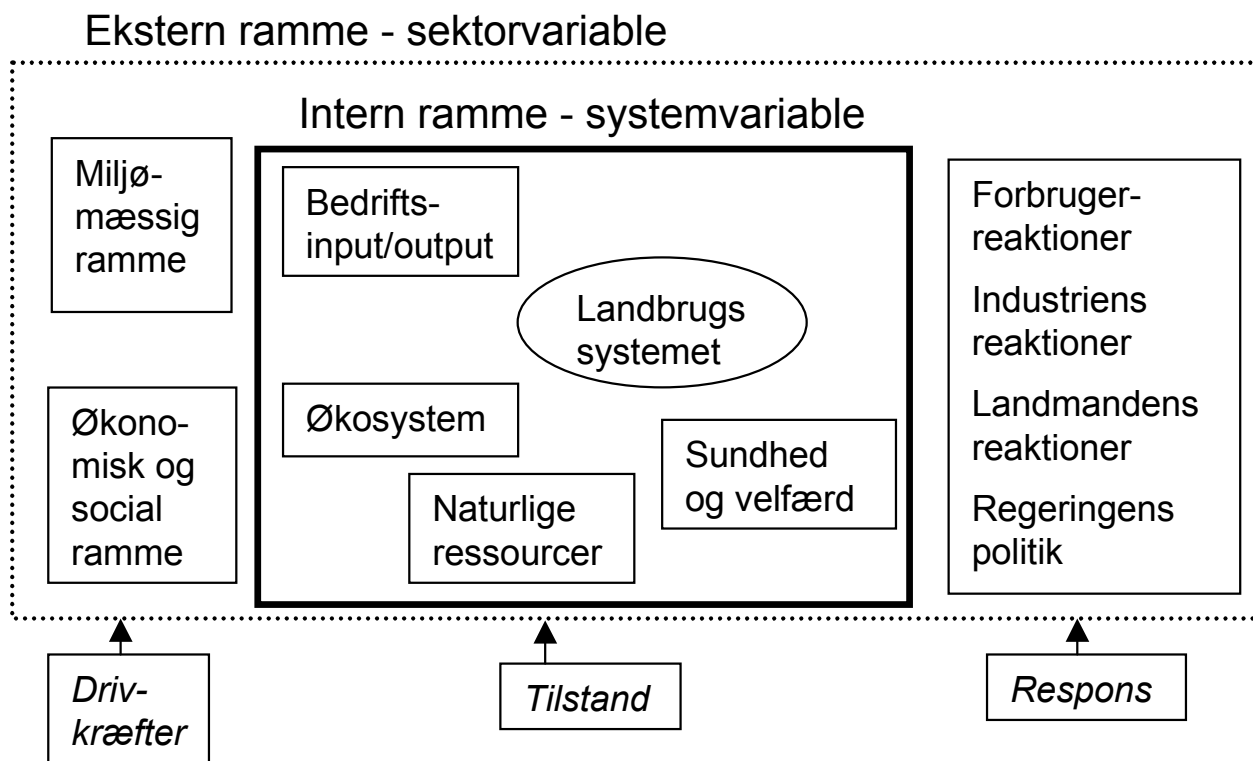 Ekstern ramme - sektorvariable
Intern ramme - systemvariable
Miljø-
mæssig
ramme
Økono-
misk og
social
ramme
Bedrifts-
input/output
Landbrugs
systemet
Økosystem
Naturlige
ressourcer
Sundhed
og velfærd
Forbruger-
reaktioner
Industriens
reaktioner
Landmandens
reaktioner
Regeringens
politik
Driv-
kræfter
Tilstand
Respons